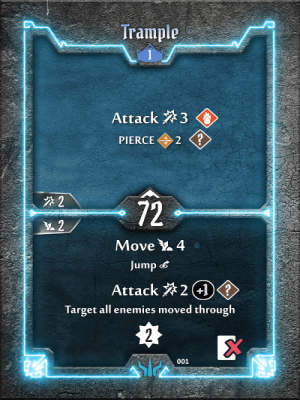 Trample
1
Attack 3
PIERCE 2 ?
2
72
2
Move 4
Jump
Attack 2 +1 ?
Target all enemies moved through
2
001